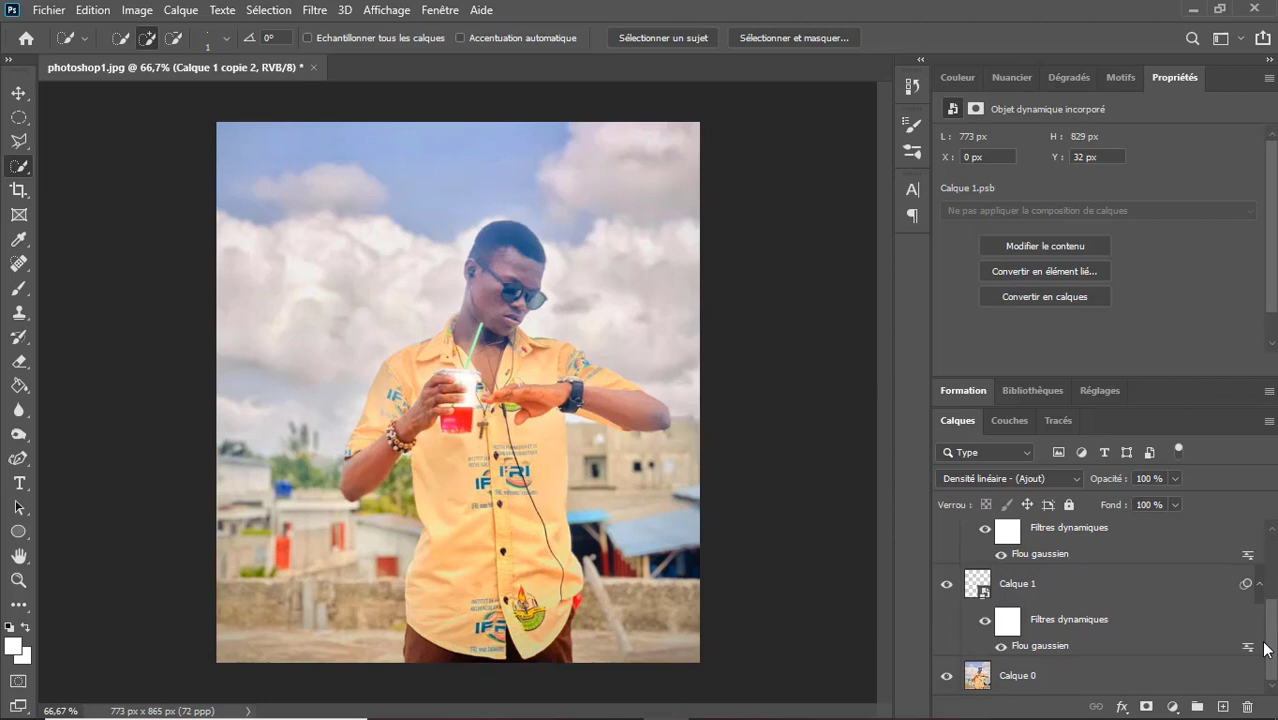 Ps Fichier Edition Image Calque Texte Sélection Filtre 3D Affichage Fenêtre Aide
1 0° Echantillonner tous les calques Accentuation automatique Sélectionner un sujet Sélectionner et masquer...
photoshop1.jpg @ 66,7% (Calque 1 copie 2, RVB/8) *
Couleur Nuancier Dégradés Motifs Propriétés
Objet dynamique incorporé
L : 773 px H : 829 px
X : 0 px Y : 32 px
Calque 1.psb
Ne pas appliquer la composition de calques
Modifier le contenu
Convertir en élément lié...
Convertir en calques
Formation Bibliothèques Réglages
Calques Couches Tracés
Type
Densité linéaire - (Ajout) Opacité : 100 %
Verrou : Fond : 100 %
Filtres dynamiques
Flou gaussien
Calque 1
Filtres dynamiques
Flou gaussien
Calque 0
IFRI
IFRI
66,67 % 773 px x 865 px (72 ppp)